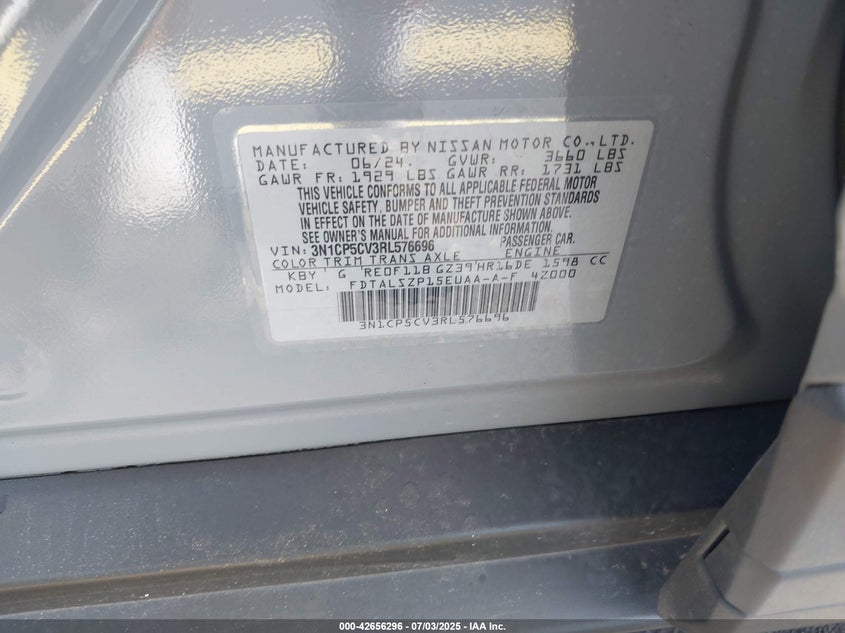 MANUFACTURED BY NISSAN MOTOR CO.,LTD.
DATE: 06/24. GVWR: 3660 LBS
GAWR FR: 1929 LBS GAWR RR: 1731 LBS
THIS VEHICLE CONFORMS TO ALL APPLICABLE FEDERAL MOTOR
VEHICLE SAFETY, BUMPER AND THEFT PREVENTION STANDARDS
IN EFFECT ON THE DATE OF MANUFACTURE SHOWN ABOVE.
SEE OWNER'S MANUAL FOR ADDITIONAL INFORMATION
VIN: 3N1CP5CV3RL576696 PASSENGER CAR.
COLOR TRIM TRANS AXLE ENGINE
KBY G RE0F11B GZ39 HR16DE 1598 CC
MODEL: FDTALSZP15EUAA-A-F 4Z000
3N1CP5CV3RL576696
000-42656296 - 07/03/2025 - IAA Inc.